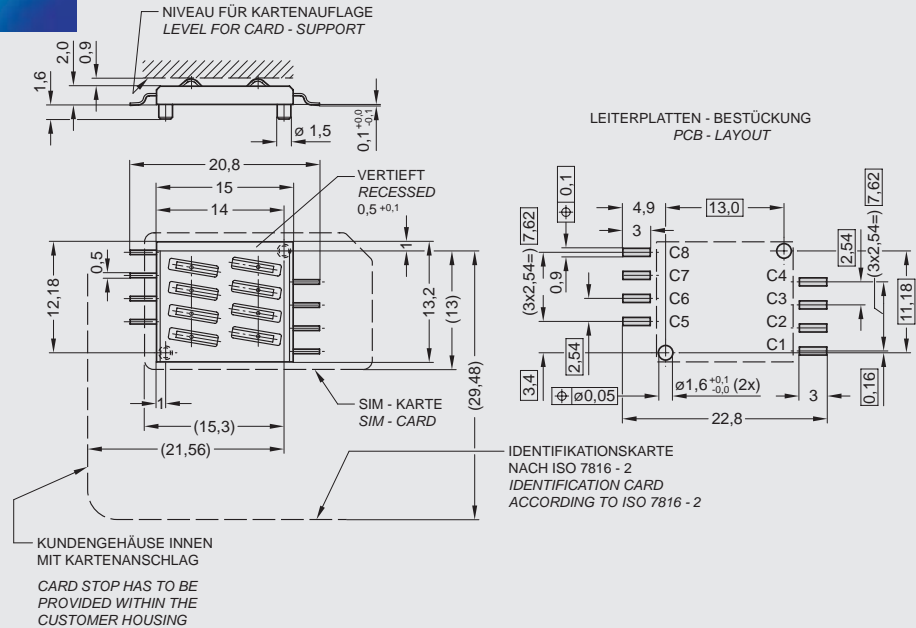 NIVEAU FÜR KARTENAUFLAGE
LEVEL FOR CARD - SUPPORT
1,6
2,0
0,9
ø 1,5
0,1 +0,0 -0,1
20,8
15
14
VERTIEFT
RECESSED
0,5 +0,1
12,18
0,5
1
13,2
(13)
(29,48)
1
(15,3)
(21,56)
SIM - KARTE
SIM - CARD
IDENTIFIKATIONSKARTE
NACH ISO 7816 - 2
IDENTIFICATION CARD
ACCORDING TO ISO 7816 - 2
KUNDENGEHÄUSE INNEN
MIT KARTENANSCHLAG
CARD STOP HAS TO BE
PROVIDED WITHIN THE
CUSTOMER HOUSING
LEITERPLATTEN - BESTÜCKUNG
PCB - LAYOUT
⌖ 0,1
4,9
13,0
3
(3x2,54=) 7,62
0,9
C8
C7
C6
C5
C4
C3
C2
C1
2,54
(3x2,54=) 7,62
11,18
2,54
3,4
⌖ ø0,05
ø1,6 +0,1 -0,0 (2x)
3
0,16
22,8